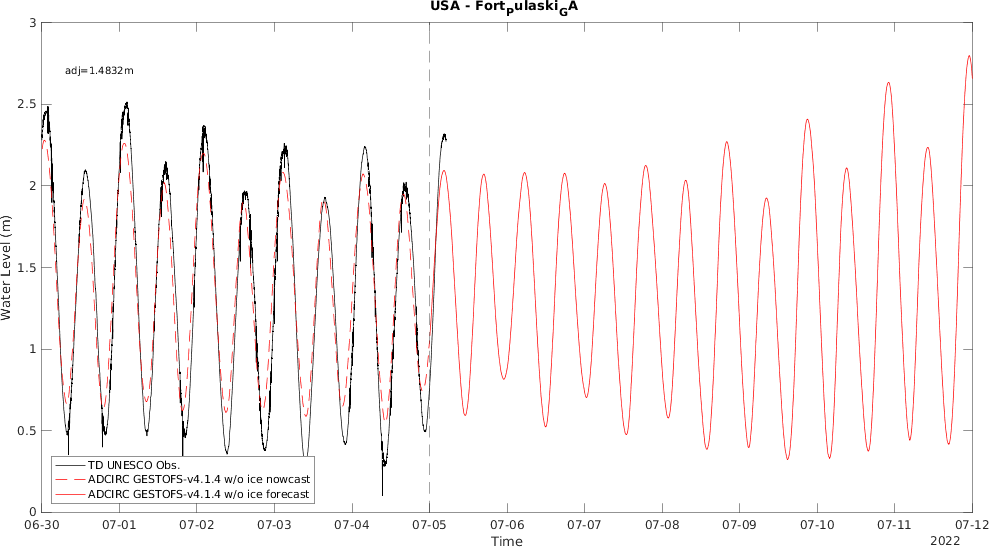 USA - FortPulaskiGA
3
adj=1.4832m
2.5
2
1.5
1
0.5
0
Water Level (m)
TD UNESCO Obs.
ADCIRC GESTOFS-v4.1.4 w/o ice nowcast
ADCIRC GESTOFS-v4.1.4 w/o ice forecast
06-30 07-01 07-02 07-03 07-04 07-05 07-06 07-07 07-08 07-09 07-10 07-11 07-12
Time
2022